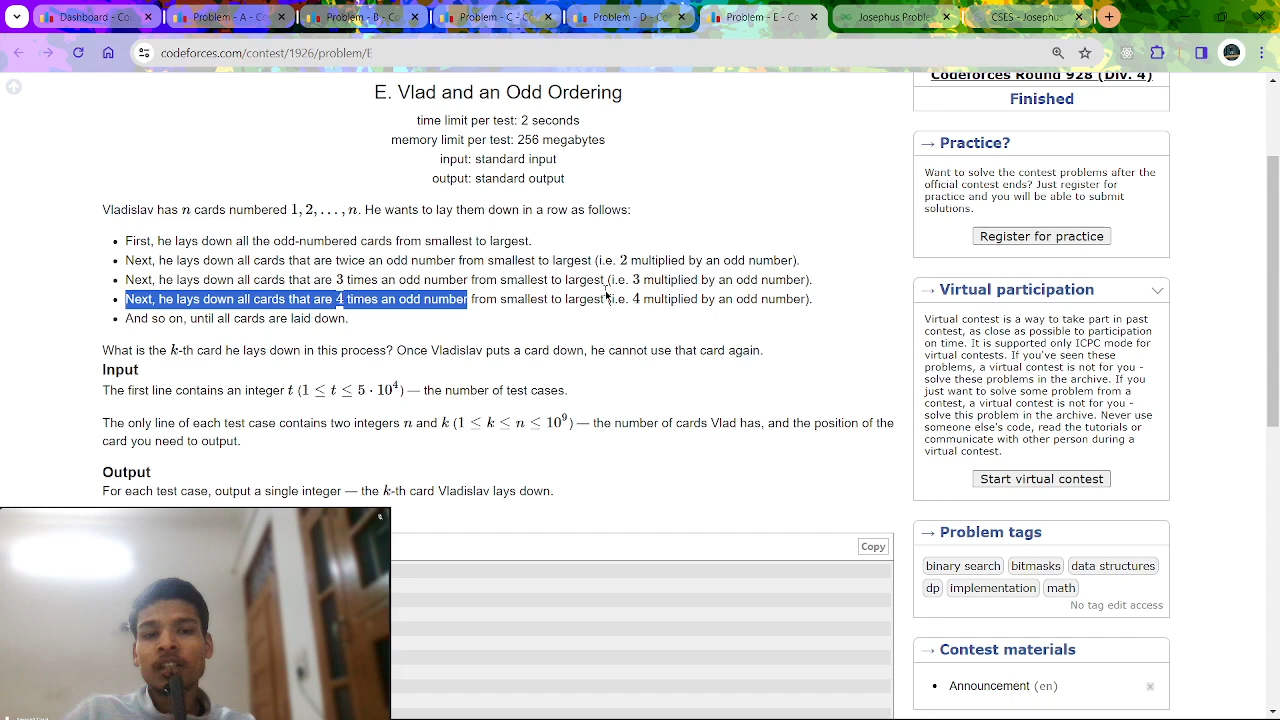 Dashboard - Co
Problem - A - Co
Problem - B - Co
Problem - C - Co
Problem - D - Co
Problem - E - Co
Josephus Proble
CSES - Josephus
codeforces.com/contest/1926/problem/E
E. Vlad and an Odd Ordering
time limit per test: 2 seconds
memory limit per test: 256 megabytes
input: standard input
output: standard output
Vladislav has n cards numbered 1, 2, . . . , n. He wants to lay them down in a row as follows:
• First, he lays down all the odd-numbered cards from smallest to largest.
• Next, he lays down all cards that are twice an odd number from smallest to largest (i.e. 2 multiplied by an odd number).
• Next, he lays down all cards that are 3 times an odd number from smallest to largest (i.e. 3 multiplied by an odd number).
• Next, he lays down all cards that are 4 times an odd number from smallest to largest (i.e. 4 multiplied by an odd number).
• And so on, until all cards are laid down.
What is the k-th card he lays down in this process? Once Vladislav puts a card down, he cannot use that card again.
Input
The first line contains an integer t (1 ≤ t ≤ 5 · 10⁴) — the number of test cases.
The only line of each test case contains two integers n and k (1 ≤ k ≤ n ≤ 10⁹) — the number of cards Vlad has, and the position of the
card you need to output.
Output
For each test case, output a single integer — the k-th card Vladislav lays down.
Copy
Codeforces Round 928 (Div. 4)
Finished
→ Practice?
Want to solve the contest problems after the
official contest ends? Just register for
practice and you will be able to submit
solutions.
Register for practice
→ Virtual participation
Virtual contest is a way to take part in past
contest, as close as possible to participation
on time. It is supported only ICPC mode for
virtual contests. If you've seen these
problems, a virtual contest is not for you -
solve these problems in the archive. If you
just want to solve some problem from a
contest, a virtual contest is not for you -
solve this problem in the archive. Never use
someone else's code, read the tutorials or
communicate with other person during a
virtual contest.
Start virtual contest
→ Problem tags
binary search
bitmasks
data structures
dp
implementation
math
No tag edit access
→ Contest materials
• Announcement (en)